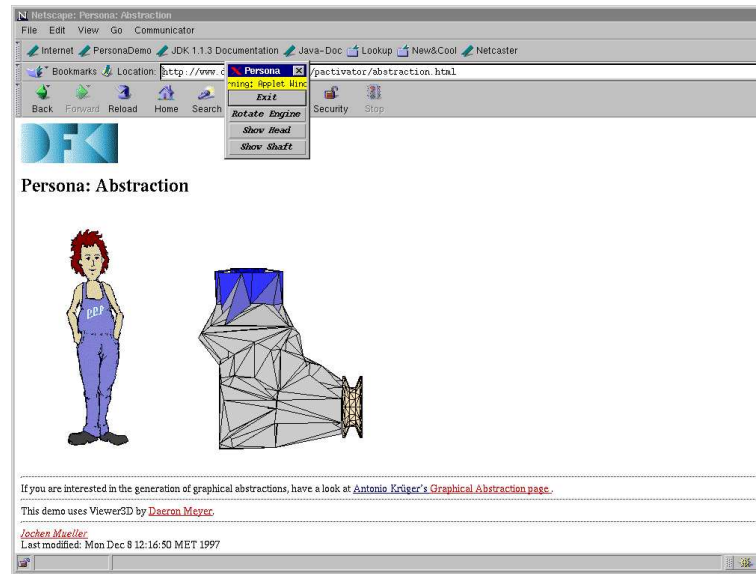 Netscape: Persona: Abstraction
File Edit View Go Communicator
Internet PersonaDemo JDK 1.1.3 Documentation Java-Doc Lookup New&Cool Netcaster
Bookmarks Location: http://www.d /pactivator/abstraction.html
Persona
rning: Applet Wind
Exit
Rotate Engine
Show Head
Show Shaft
Back Forward Reload Home Search Security Stop
DFK
Persona: Abstraction
PPP
If you are interested in the generation of graphical abstractions, have a look at Antonio Krüger's Graphical Abstraction page .
This demo uses Viewer3D by Daeron Meyer.
Jochen Mueller
Last modified: Mon Dec 8 12:16:50 MET 1997